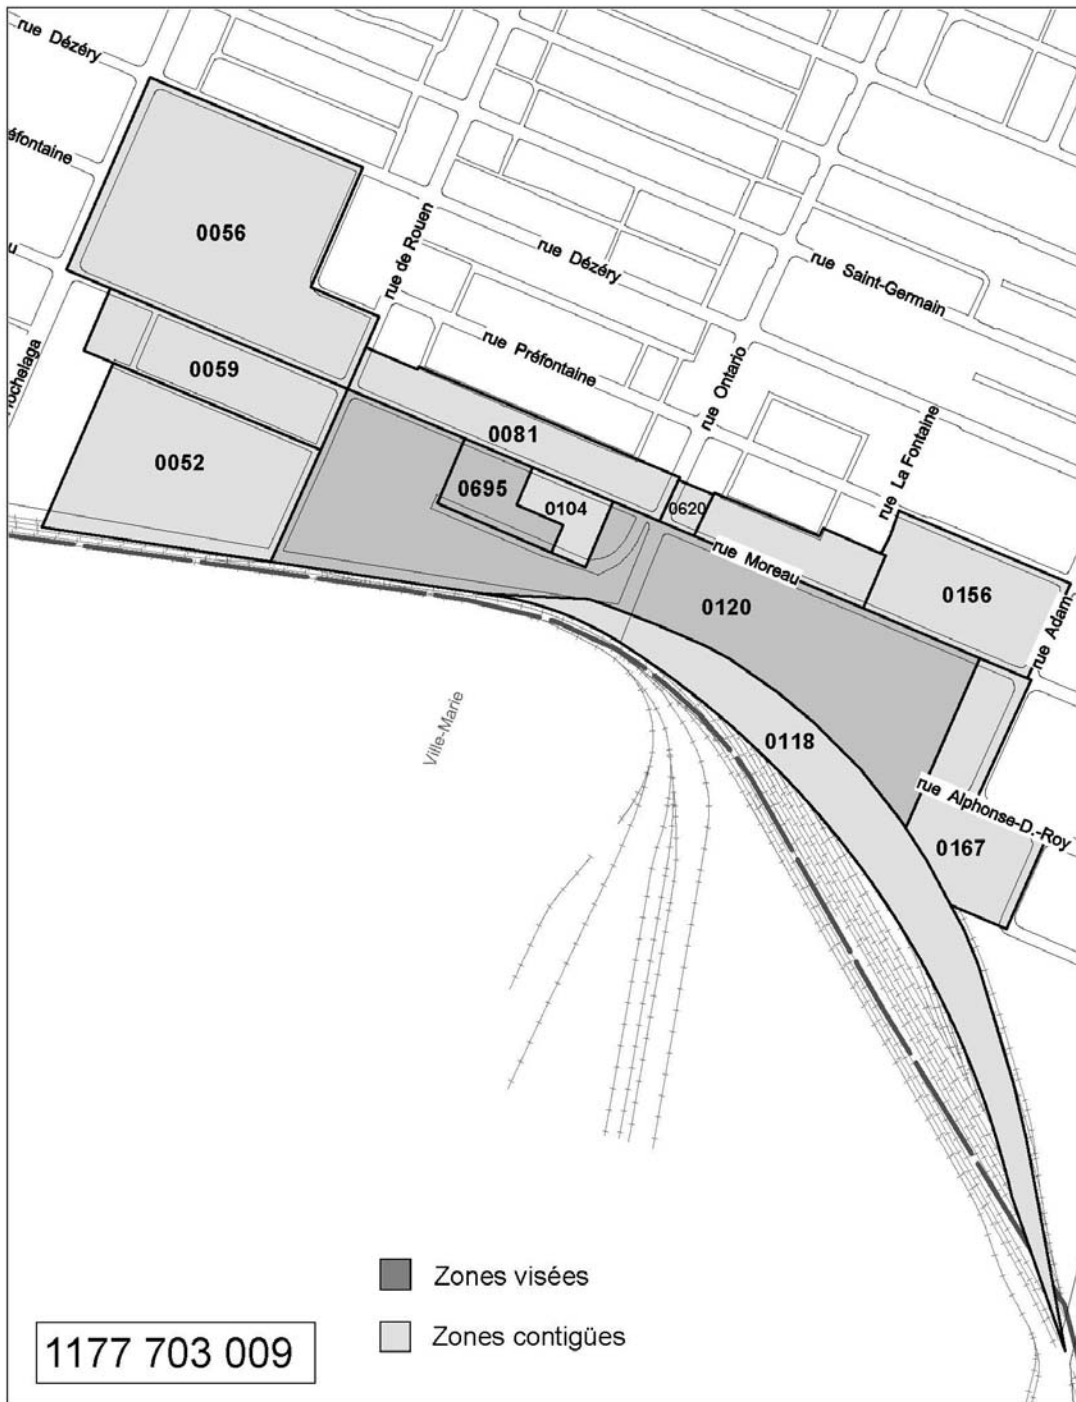 rue Dézéry
éfontaine
u
Hochelaga
0056
rue de Rouen
rue Dézéry
rue Saint-Germain
rue Préfontaine
0059
rue Ontario
0081
rue La Fontaine
0052
0695
0104
0620
rue Moreau
0156
0120
rue Adam
Ville-Marie
0118
rue Alphonse-D.-Roy
0167
Zones visées
Zones contigües
1177 703 009